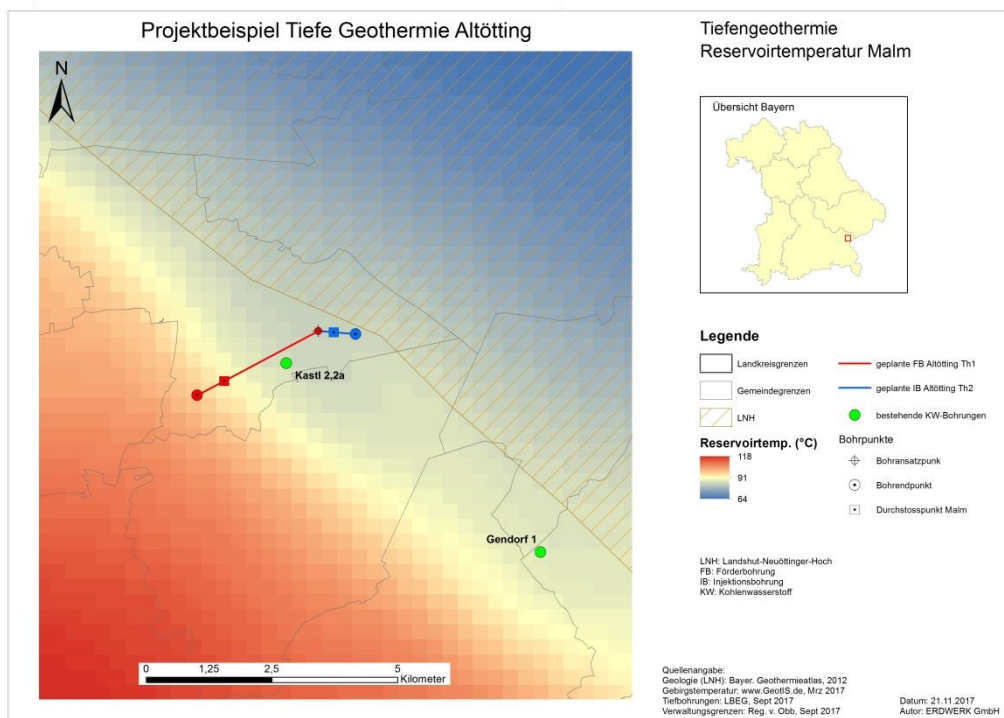 Projektbeispiel Tiefe Geothermie Altötting
Tiefengeothermie
Reservoirtemperatur Malm
N
Übersicht Bayern
Kastl 2,2a
Gendorf 1
0 1,25 2,5 5
Kilometer
Legende
Landkreisgrenzen
Gemeindegrenzen
LNH
Reservoirtemp. (°C)
118
91
64
geplante FB Altötting Th1
geplante IB Altötting Th2
bestehende KW-Bohrungen
Bohrpunkte
Bohransatzpunk
Bohrendpunkt
Durchstosspunkt Malm
LNH: Landshut-Neuöttinger-Hoch
FB: Förderbohrung
IB: Injektionsbohrung
KW: Kohlenwasserstoff
Quellenangabe:
Geologie (LNH): Bayer. Geothermieatlas, 2012
Gebirgstemperatur: www.GeotIS.de, Mrz 2017
Tiefbohrungen: LBEG, Sept 2017
Verwaltungsgrenzen: Reg. v. Obb, Sept 2017
Datum: 21.11.2017
Autor: ERDWERK GmbH